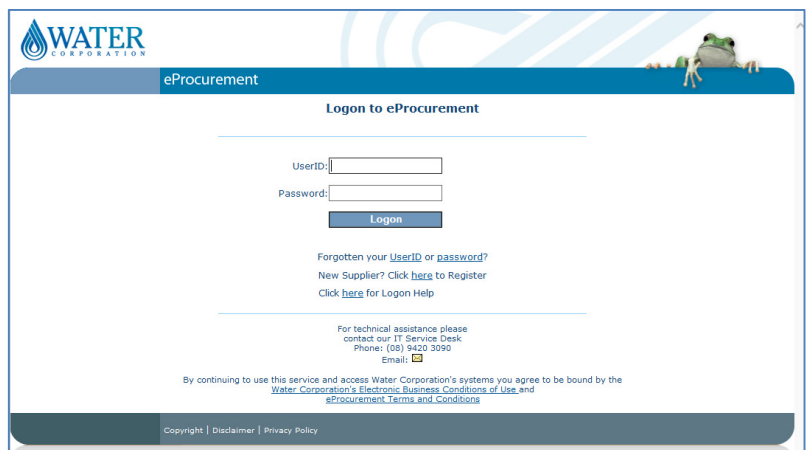 WATER
CORPORATION
eProcurement
Logon to eProcurement
UserID:
Password:
Logon
Forgotten your UserID or password?
New Supplier? Click here to Register
Click here for Logon Help
For technical assistance please
contact our IT Service Desk
Phone: (08) 9420 3090
Email:
By continuing to use this service and access Water Corporation's systems you agree to be bound by the
Water Corporation's Electronic Business Conditions of Use and
eProcurement Terms and Conditions
Copyright | Disclaimer | Privacy Policy